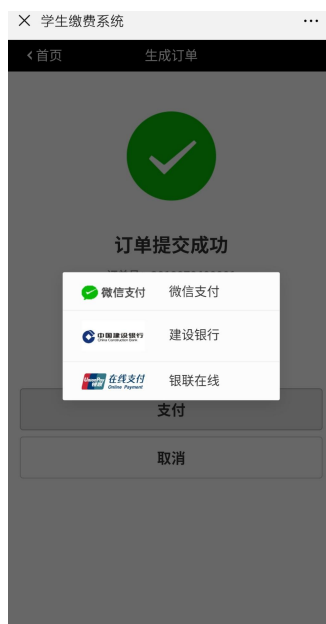 学生缴费系统
首页 生成订单
订单提交成功
微信支付 微信支付
中国建设银行 建设银行
China Construction Bank
UnionPay 银联 在线支付 银联在线
Online Payment
支付
取消